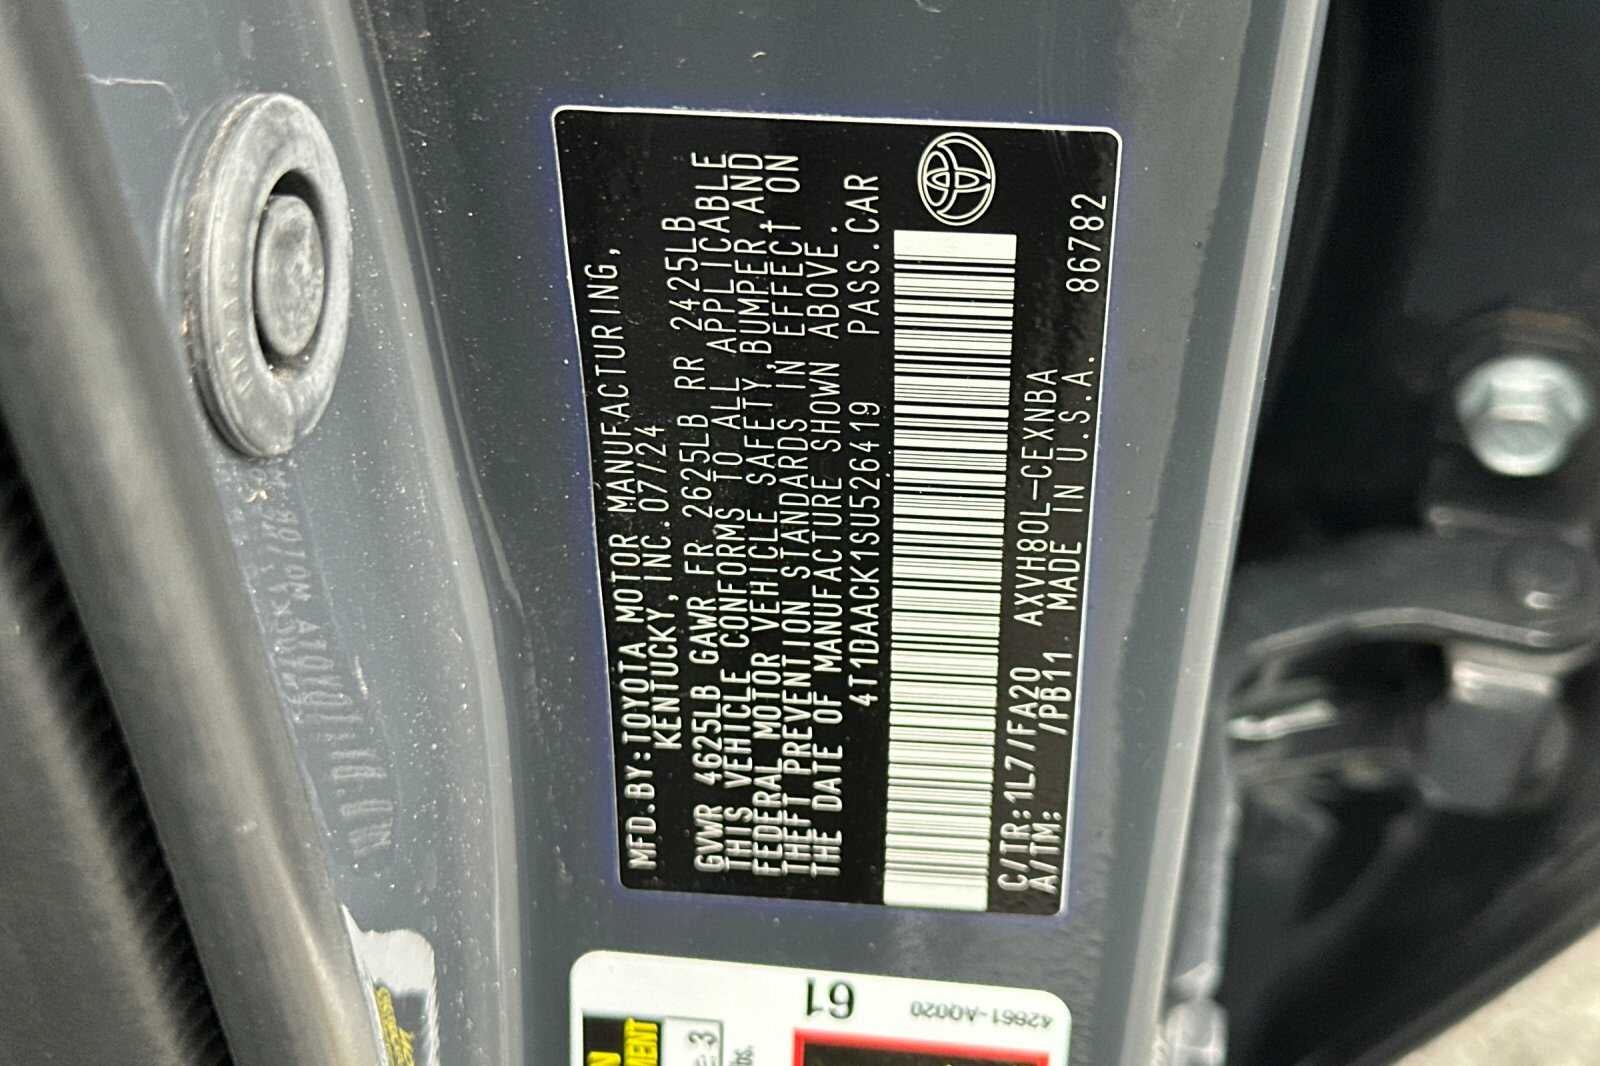 MFD.BY:TOYOTA MOTOR MANUFACTURING,
KENTUCKY,INC.07/24
GVWR 4625LB GAWR FR 2625LB RR 2425LB
THIS VEHICLE CONFORMS TO ALL APPLICABLE
FEDERAL MOTOR VEHICLE SAFETY,BUMPER,AND
THEFT PREVENTION STANDARDS IN EFFECT ON
THE DATE OF MANUFACTURE SHOWN ABOVE.
4T1DAACK1SU526419 PASS.CAR
C/TR:1L7/FA20 AXVH80L-CEXNBA
A/TM: /PB11 MADE IN U.S.A. 86782
61
42661-AQ020
3